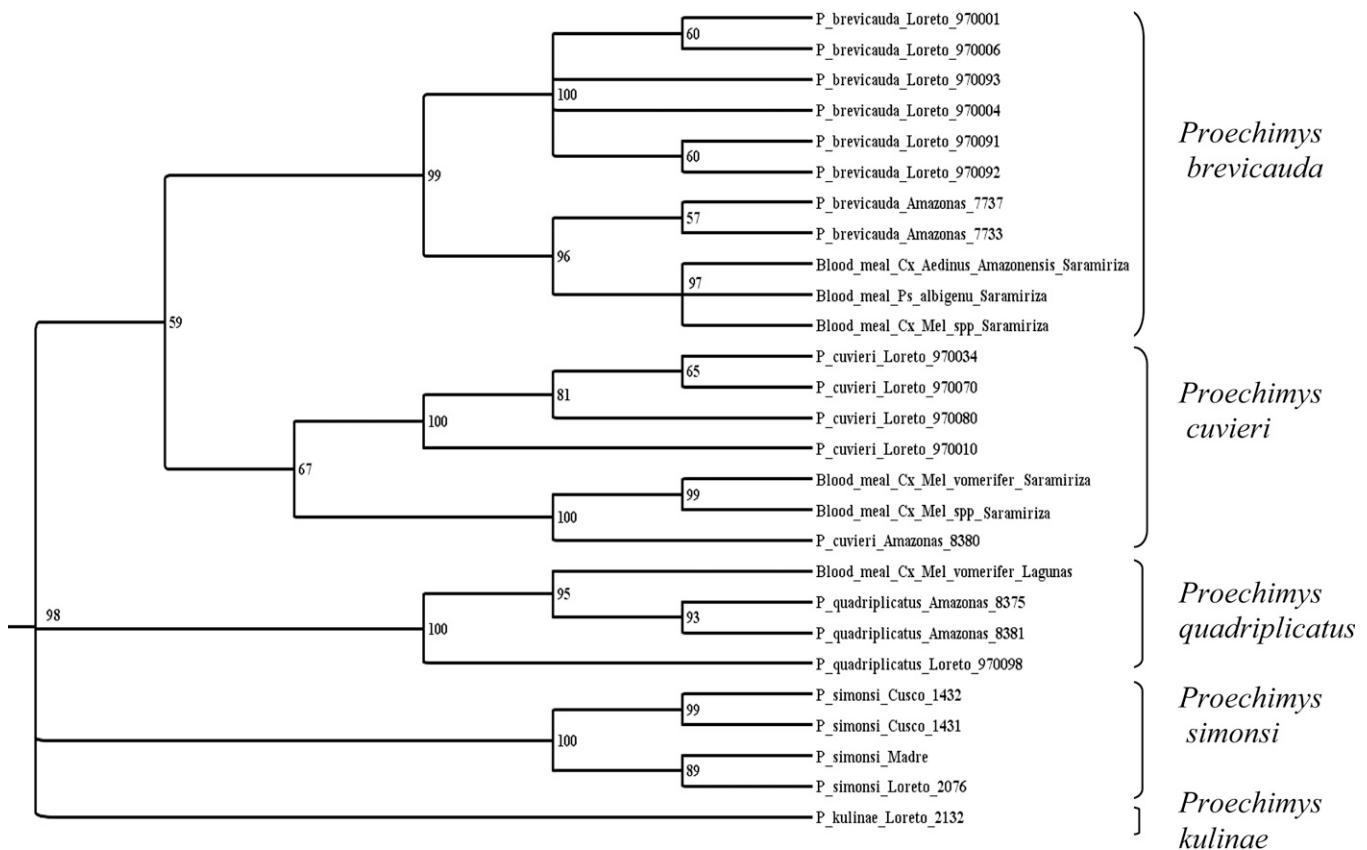 P_brevicauda_Loreto_970001
60
P_brevicauda_Loreto_970006
P_brevicauda_Loreto_970093
100
P_brevicauda_Loreto_970004
P_brevicauda_Loreto_970091
60
P_brevicauda_Loreto_970092
99
P_brevicauda_Amazonas_7737
57
P_brevicauda_Amazonas_7733
96
Blood_meal_Cx_Aedinus_Amazonensis_Saramiriza
97
Blood_meal_Ps_albigenu_Saramiriza
Blood_meal_Cx_Mel_spp_Saramiriza
Proechimys
brevicauda
59
P_cuvieri_Loreto_970034
65
P_cuvieri_Loreto_970070
81
P_cuvieri_Loreto_970080
100
P_cuvieri_Loreto_970010
67
Blood_meal_Cx_Mel_vomerifer_Saramiriza
99
Blood_meal_Cx_Mel_spp_Saramiriza
100
P_cuvieri_Amazonas_8380
Proechimys
cuvieri
98
Blood_meal_Cx_Mel_vomerifer_Lagunas
95
P_quadriplicatus_Amazonas_8375
93
P_quadriplicatus_Amazonas_8381
100
P_quadriplicatus_Loreto_970098
Proechimys
quadriplicatus
P_simonsi_Cusco_1432
99
P_simonsi_Cusco_1431
100
P_simonsi_Madre
89
P_simonsi_Loreto_2076
Proechimys
simonsi
P_kulinae_Loreto_2132
Proechimys
kulinae